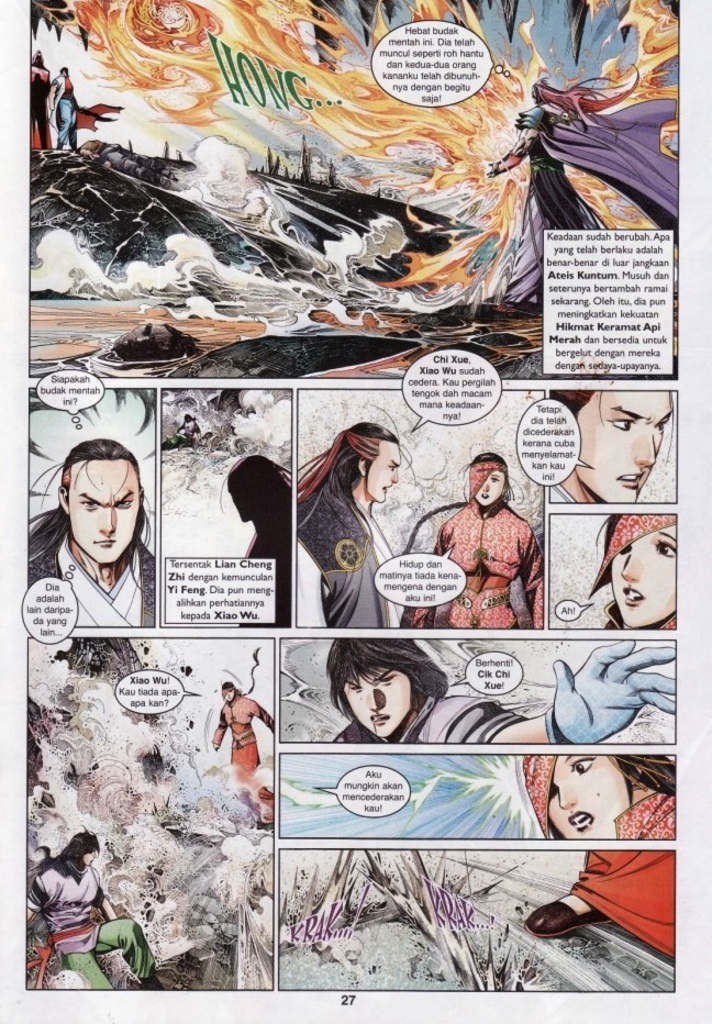 HONG...
Hebat budak
mentah ini. Dia telah
muncul seperti roh hantu
dan kedua-dua orang
kananku telah dibunuh-
nya dengan begitu
saja!
Keadaan sudah berubah. Apa
yang telah berlaku adalah
benar-benar di luar jangkaan
Ateis Kuntum. Musuh dan
seterunya bertambah ramai
sekarang. Oleh itu, dia pun
meningkatkan kekuatan
Hikmat Keramat Api
Merah dan bersedia untuk
bergelut dengan mereka
dengan sedaya-upayanya.
Siapakah
budak mentah
ini?
Dia
adalah
lain daripa-
da yang
lain...
Tersentak Lian Cheng
Zhi dengan kemunculan
Yi Feng. Dia pun meng-
alihkan perhatiannya
kepada Xiao Wu.
Chi Xue,
Xiao Wu sudah
cedera. Kau pergilah
tengok dah macam
mana keadaan-
nya!
Hidup dan
matinya tiada kena-
mengena dengan
aku ini!
Tetapi
dia telah
dicederakan
kerana cuba
menyelamat-
kan kau
ini!
Ah!
Xiao Wu!
Kau tiada apa-
apa kan?
Berhenti!
Cik Chi
Xue!
Aku
mungkin akan
mencederakan
kau!
KRAK...!
KRAK...!
27